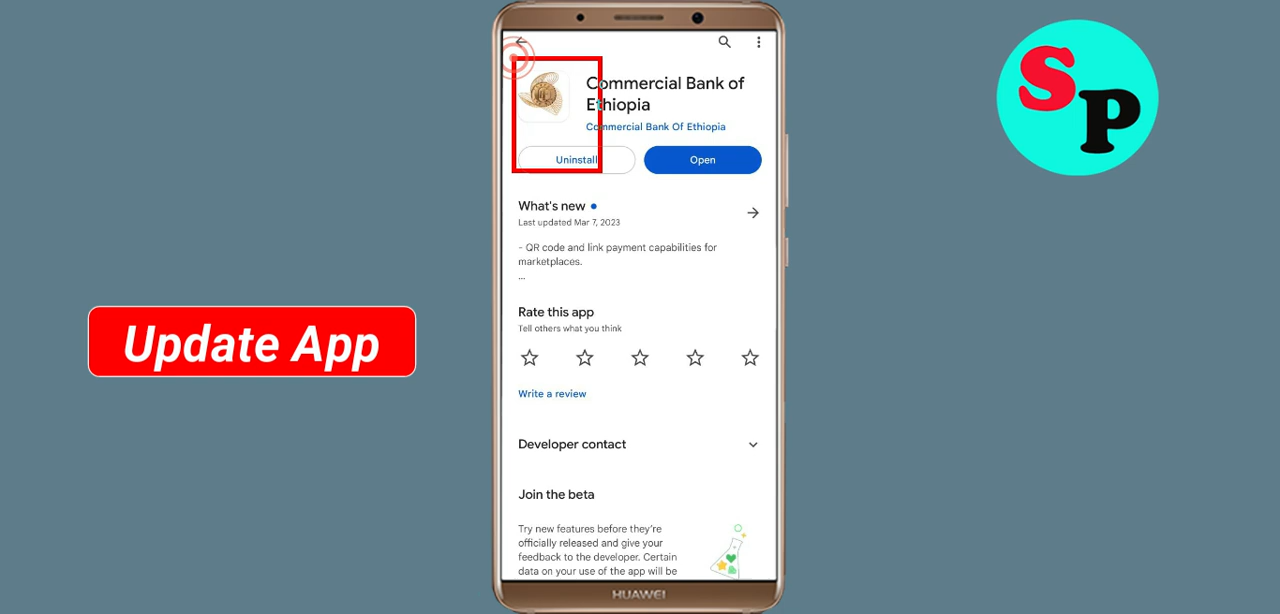 Commercial Bank of
Ethiopia
Commercial Bank Of Ethiopia
Uninstall
Open
What's new
Last updated Mar 7, 2023
- QR code and link payment capabilities for
marketplaces.
...
Rate this app
Tell others what you think
Write a review
Developer contact
Join the beta
Try new features before they're
officially released and give your
feedback to the developer. Certain
data on your use of the app will be
HUAWEI
Update App
SP